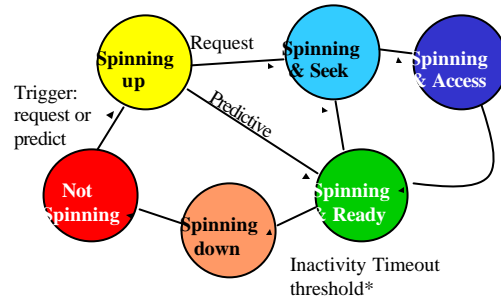 Spinning
up
Request
Spinning
& Seek
Spinning
& Access
Trigger:
request or
predict
Predictive
Not
Spinning
Spinning
down
Spinning
& Ready
Inactivity Timeout
threshold*